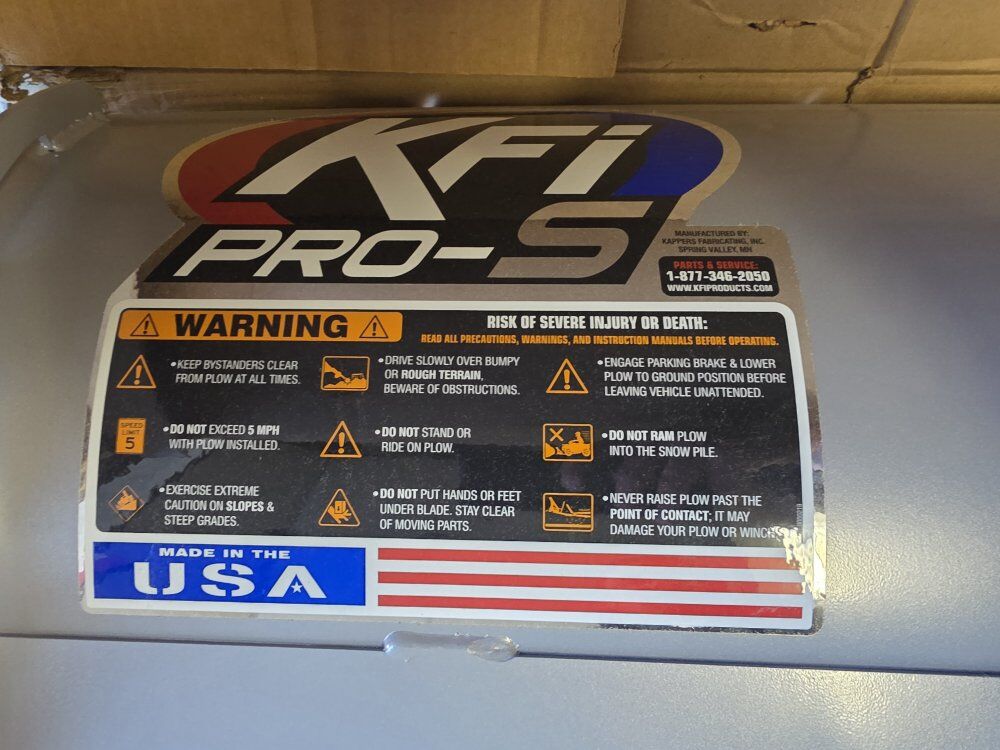 KFi
PRO-S
MANUFACTURED BY:
KAPPERS FABRICATING, INC.
SPRING VALLEY, MN
PARTS & SERVICE:
1-877-346-2050
WWW.KFIPRODUCTS.COM
WARNING
RISK OF SEVERE INJURY OR DEATH:
READ ALL PRECAUTIONS, WARNINGS, AND INSTRUCTION MANUALS BEFORE OPERATING.
•KEEP BYSTANDERS CLEAR
FROM PLOW AT ALL TIMES.
•DRIVE SLOWLY OVER BUMPY
OR ROUGH TERRAIN,
BEWARE OF OBSTRUCTIONS.
•ENGAGE PARKING BRAKE & LOWER
PLOW TO GROUND POSITION BEFORE
LEAVING VEHICLE UNATTENDED.
SPEED
LIMIT
5
•DO NOT EXCEED 5 MPH
WITH PLOW INSTALLED.
•DO NOT STAND OR
RIDE ON PLOW.
•DO NOT RAM PLOW
INTO THE SNOW PILE.
•EXERCISE EXTREME
CAUTION ON SLOPES &
STEEP GRADES.
•DO NOT PUT HANDS OR FEET
UNDER BLADE. STAY CLEAR
OF MOVING PARTS.
•NEVER RAISE PLOW PAST THE
POINT OF CONTACT; IT MAY
DAMAGE YOUR PLOW OR WINCH.
MADE IN THE
USA